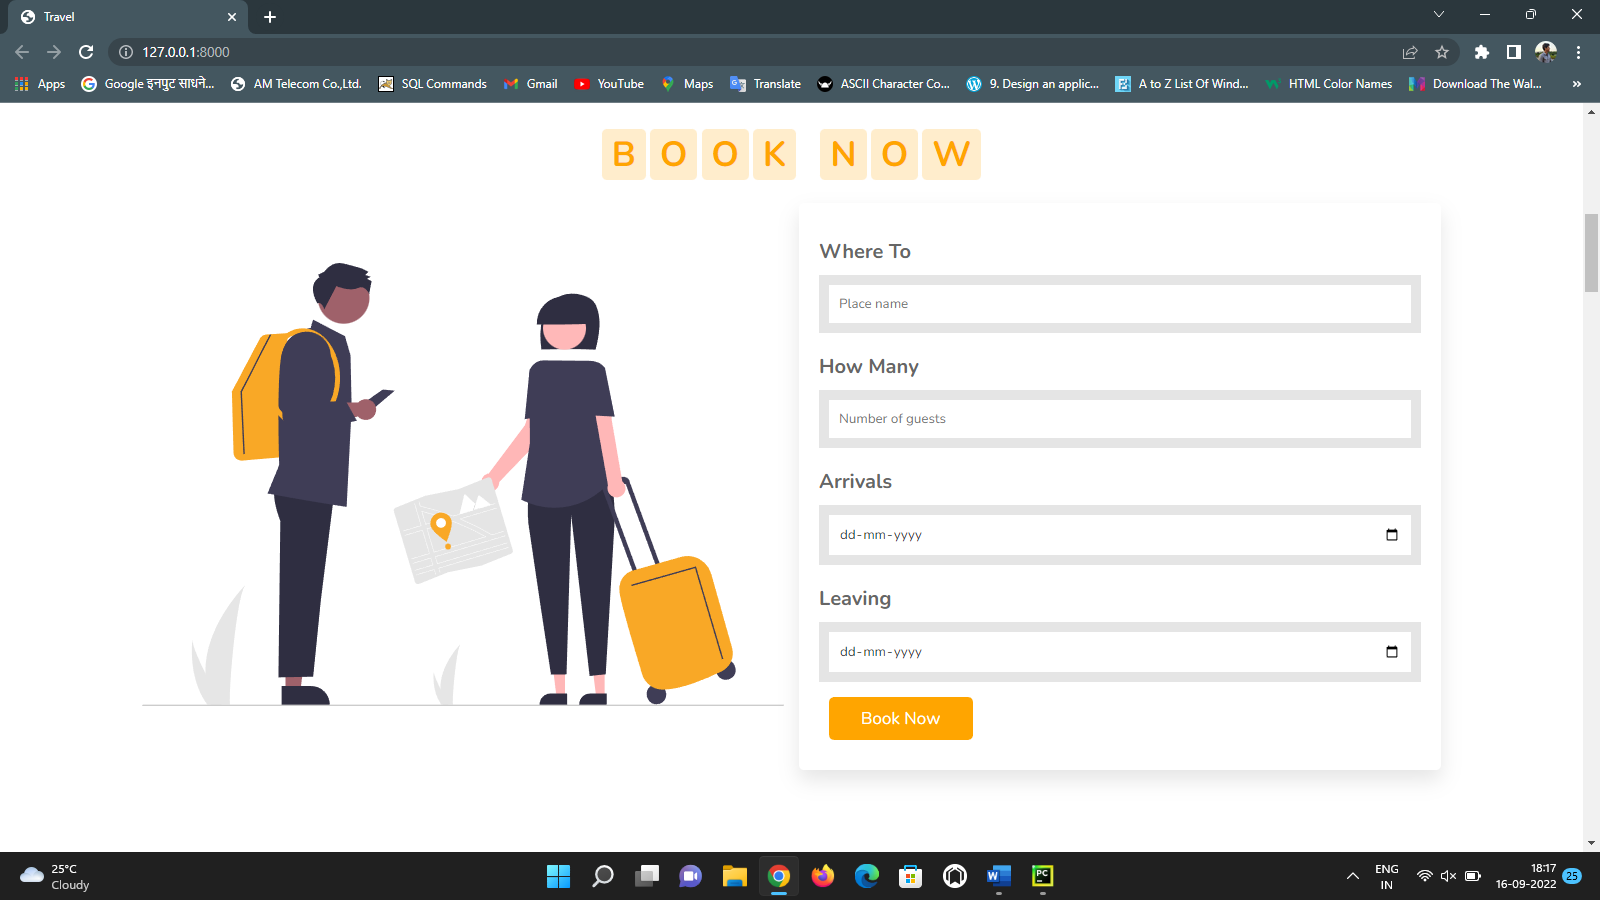 Travel
127.0.0.1:8000
Apps Google इनपुट साधने... AM Telecom Co.,Ltd. SQL Commands Gmail YouTube Maps Translate ASCII Character Co... 9. Design an applic... A to Z List Of Wind... HTML Color Names Download The Wal... »
BOOK NOW
Where To
Place name
How Many
Number of guests
Arrivals
dd-mm-yyyy
Leaving
dd-mm-yyyy
Book Now
25°C
Cloudy
W
PC
ENG
IN
18:17
16-09-2022
25